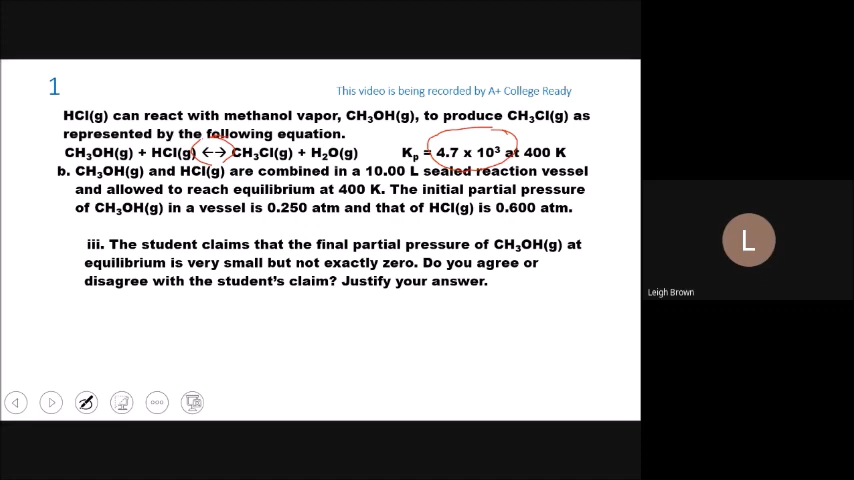 1
This video is being recorded by A+ College Ready
HCl(g) can react with methanol vapor, CH₃OH(g), to produce CH₃Cl(g) as
represented by the following equation.
CH₃OH(g) + HCl(g) ←→ CH₃Cl(g) + H₂O(g) Kₚ = 4.7 x 10³ at 400 K
b. CH₃OH(g) and HCl(g) are combined in a 10.00 L sealed reaction vessel
and allowed to reach equilibrium at 400 K. The initial partial pressure
of CH₃OH(g) in a vessel is 0.250 atm and that of HCl(g) is 0.600 atm.
iii. The student claims that the final partial pressure of CH₃OH(g) at
equilibrium is very small but not exactly zero. Do you agree or
disagree with the student's claim? Justify your answer.
L
Leigh Brown